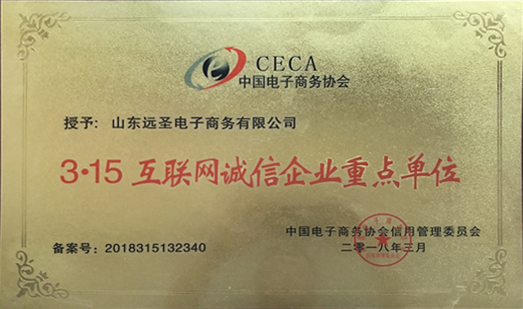 CECA
中国电子商务协会
授予: 山东远圣电子商务有限公司
3·15 互联网诚信企业重点单位
中国电子商务协会信用管理委员会
备案号: 2018315132340
二零一八年三月